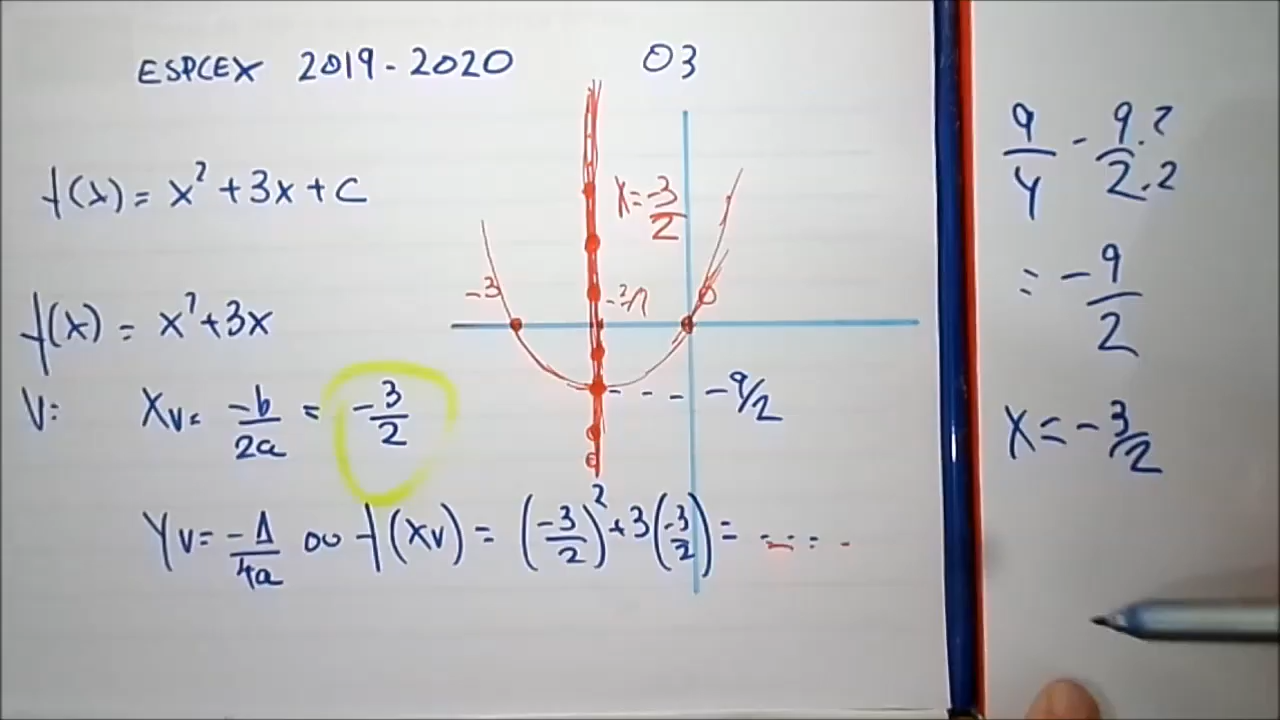 ESPCEX 2019-2020 03
f(x) = x² + 3x + C
f(x) = x² + 3x
V: Xv = -b/2a = -3/2
Yv = -Δ/4a ou f(Xv) = (-3/2)² + 3(-3/2) = .....
X = -3/2
-3
0
-9/2
9/4 - 9.2/2.2
= -9/2
X = -3/2